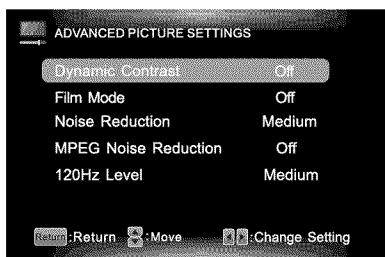 ADVANCED PICTURE SETTINGS
Dynamic Contrast Off
Film Mode Off
Noise Reduction Medium
MPEG Noise Reduction Off
120Hz Level Medium
Return :Return :Move :Change Setting